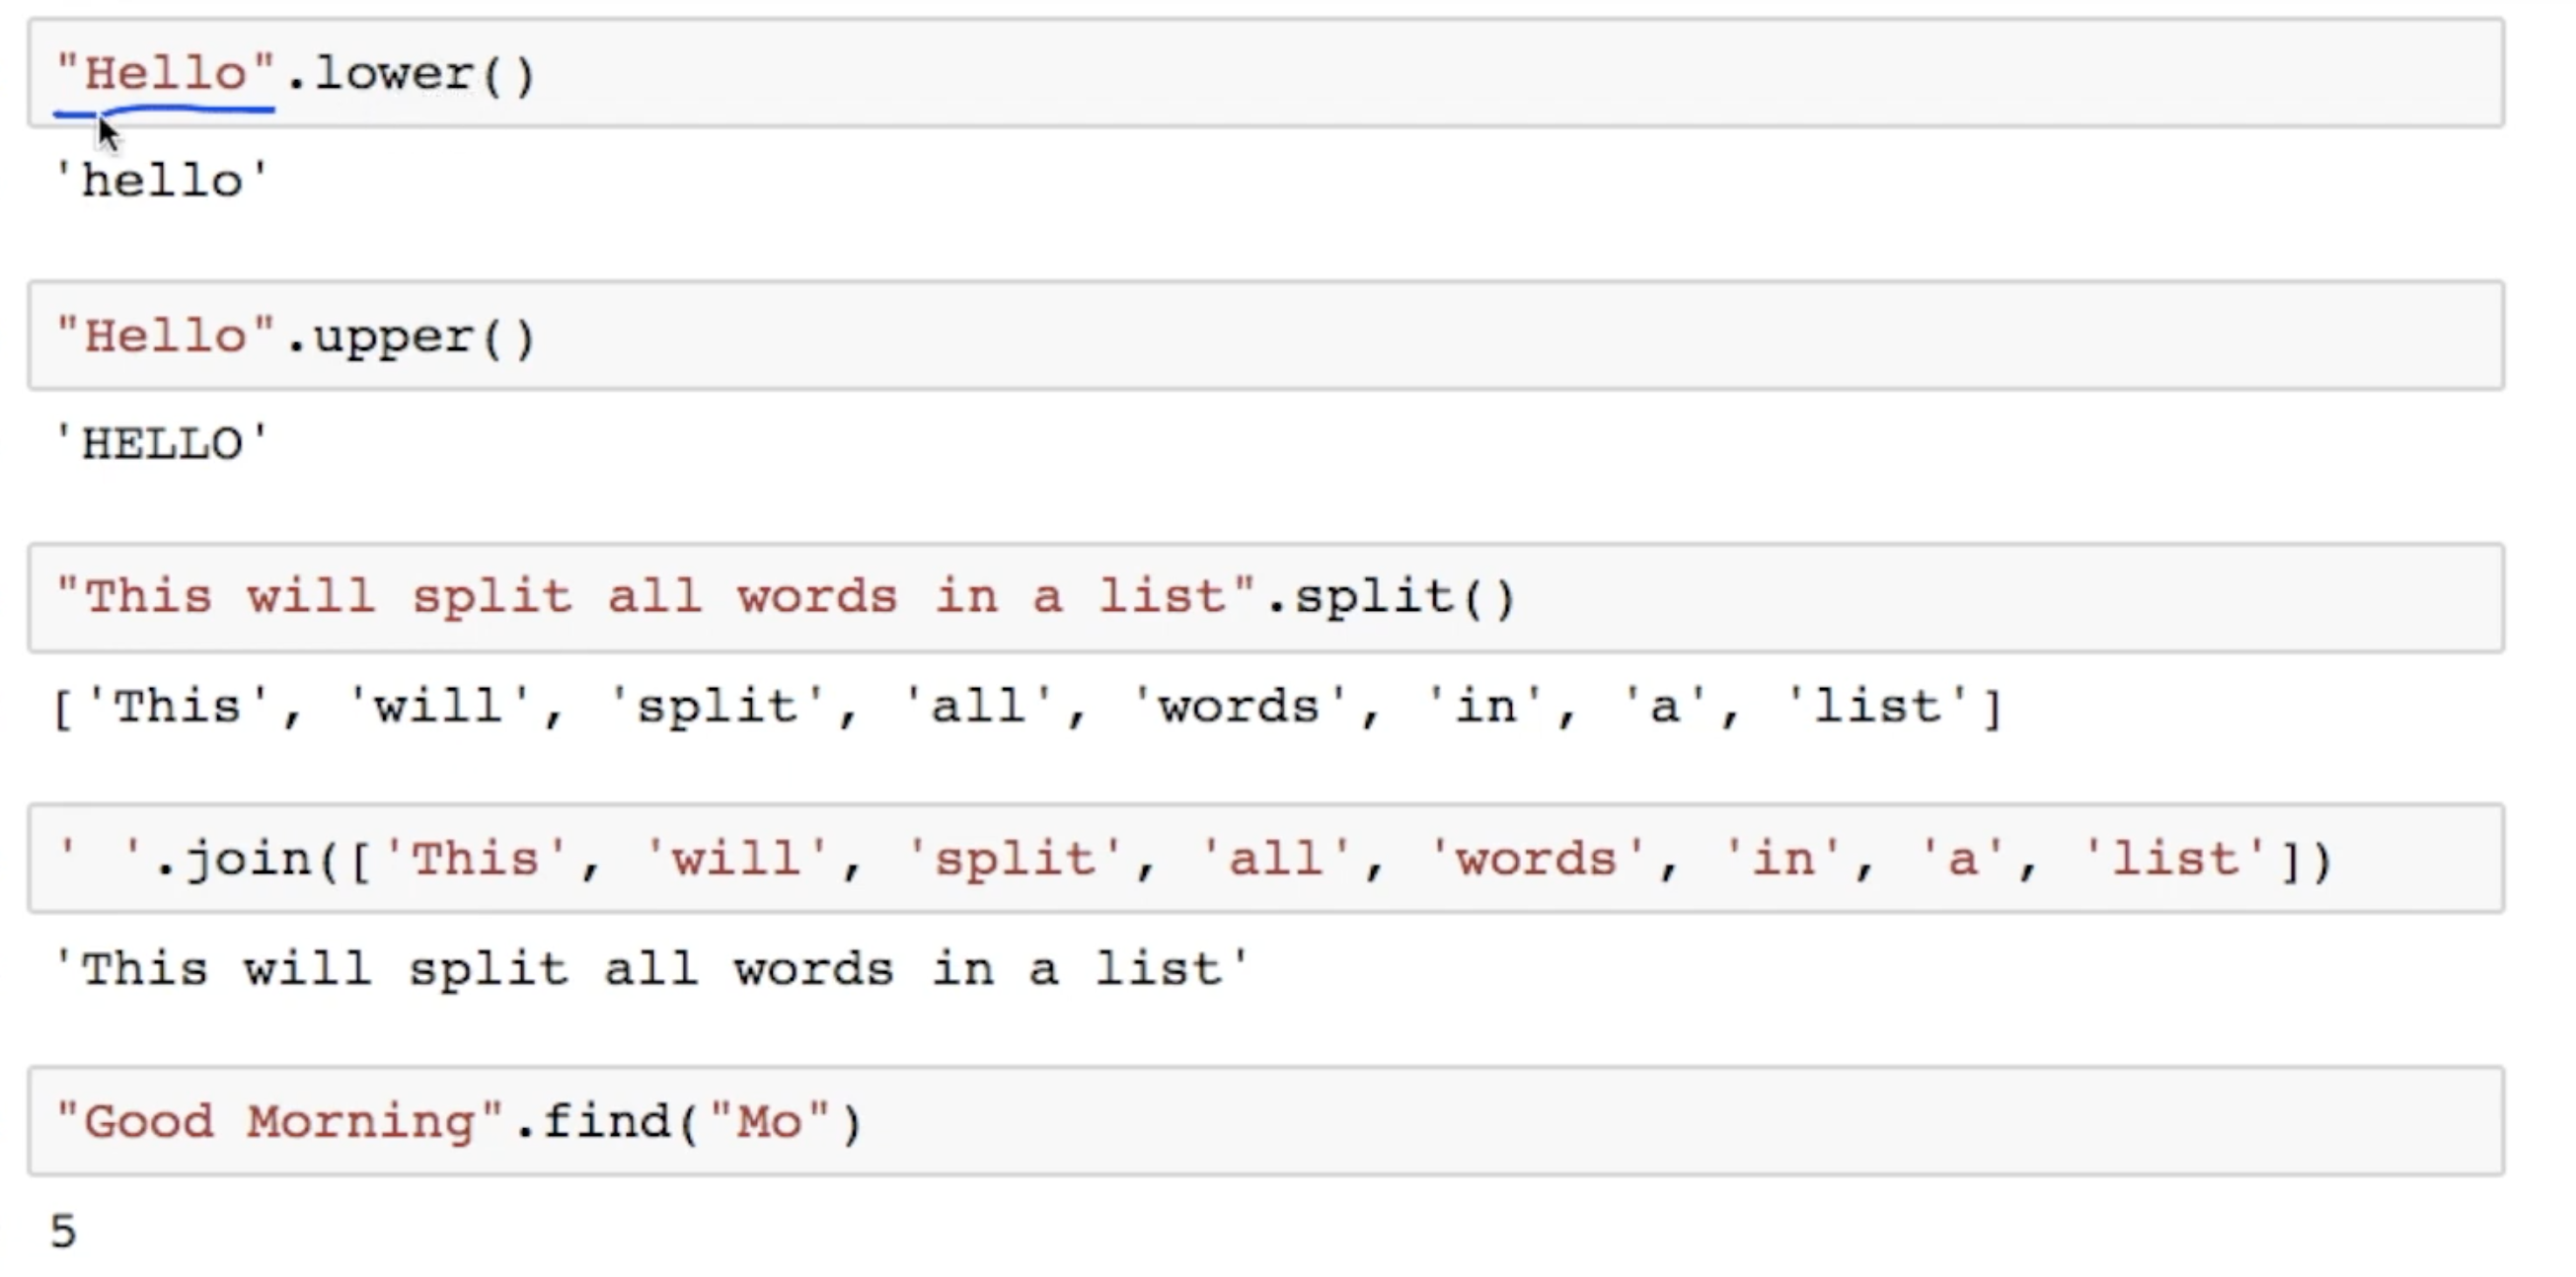 "Hello".lower()
'hello'
"Hello".upper()
'HELLO'
"This will split all words in a list".split()
['This', 'will', 'split', 'all', 'words', 'in', 'a', 'list']
' '.join(['This', 'will', 'split', 'all', 'words', 'in', 'a', 'list'])
'This will split all words in a list'
"Good Morning".find("Mo")
5